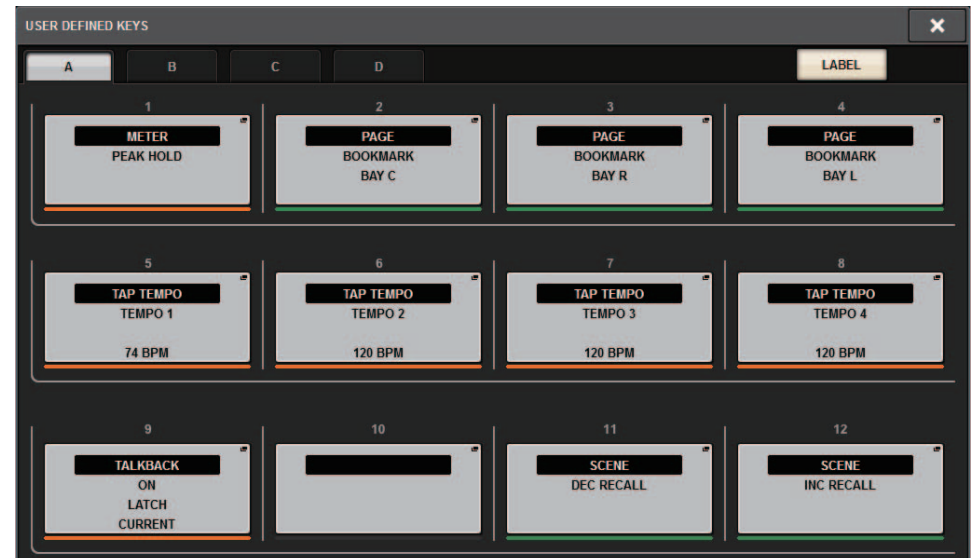 USER DEFINED KEYS
A B C D LABEL
1 2 3 4
METER PAGE PAGE PAGE
PEAK HOLD BOOKMARK BOOKMARK BOOKMARK
BAY C BAY R BAY L
5 6 7 8
TAP TEMPO TAP TEMPO TAP TEMPO TAP TEMPO
TEMPO 1 TEMPO 2 TEMPO 3 TEMPO 4
74 BPM 120 BPM 120 BPM 120 BPM
9 10 11 12
TALKBACK SCENE SCENE
ON DEC RECALL INC RECALL
LATCH
CURRENT